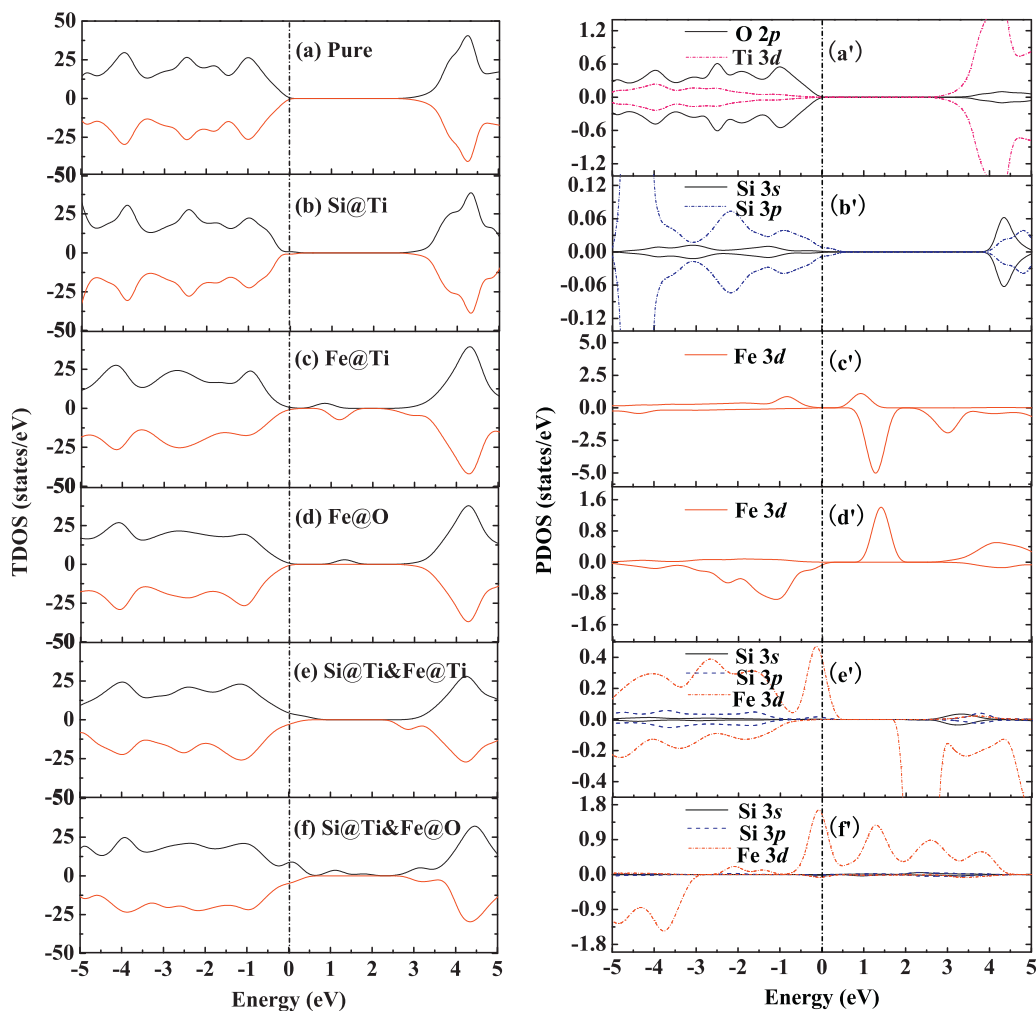 TDOS (states/eV)
50
25
0
-25
-50
(a) Pure
25
0
-25
-50
(b) Si@Ti
25
0
-25
-50
(c) Fe@Ti
25
0
-25
-50
(d) Fe@O
25
0
-25
-50
(e) Si@Ti&Fe@Ti
25
0
-25
-50
(f) Si@Ti&Fe@O
-5 -4 -3 -2 -1 0 1 2 3 4 5
Energy (eV)
PDOS (states/eV)
1.2
0.6
0.0
-0.6
-1.2
O 2p
Ti 3d
(a')
0.12
0.06
0.00
-0.06
-0.12
Si 3s
Si 3p
(b')
5.0
2.5
0.0
-2.5
-5.0
Fe 3d
(c')
1.6
0.8
0.0
-0.8
-1.6
Fe 3d
(d')
0.4
0.2
0.0
-0.2
-0.4
Si 3s
Si 3p
Fe 3d
(e')
1.8
0.9
0.0
-0.9
-1.8
Si 3s
Si 3p
Fe 3d
(f')
-5 -4 -3 -2 -1 0 1 2 3 4 5
Energy (eV)